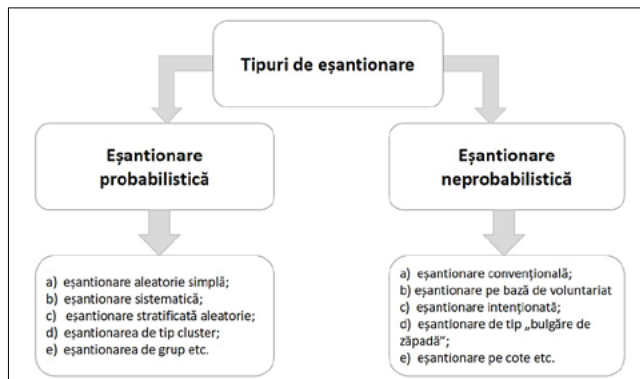 Tipuri de eșantionare
Eșantionare
probabilistică
Eșantionare
neprobabilistică
a) eșantionare aleatorie simplă;
b) eșantionare sistematică;
c) eșantionare stratificată aleatorie;
d) eșantionarea de tip cluster;
e) eșantionarea de grup etc.
a) eșantionare convențională;
b) eșantionare pe bază de voluntariat
c) eșantionare intenționată;
d) eșantionare de tip „bulgăre de
zăpadă”;
e) eșantionare pe cote etc.